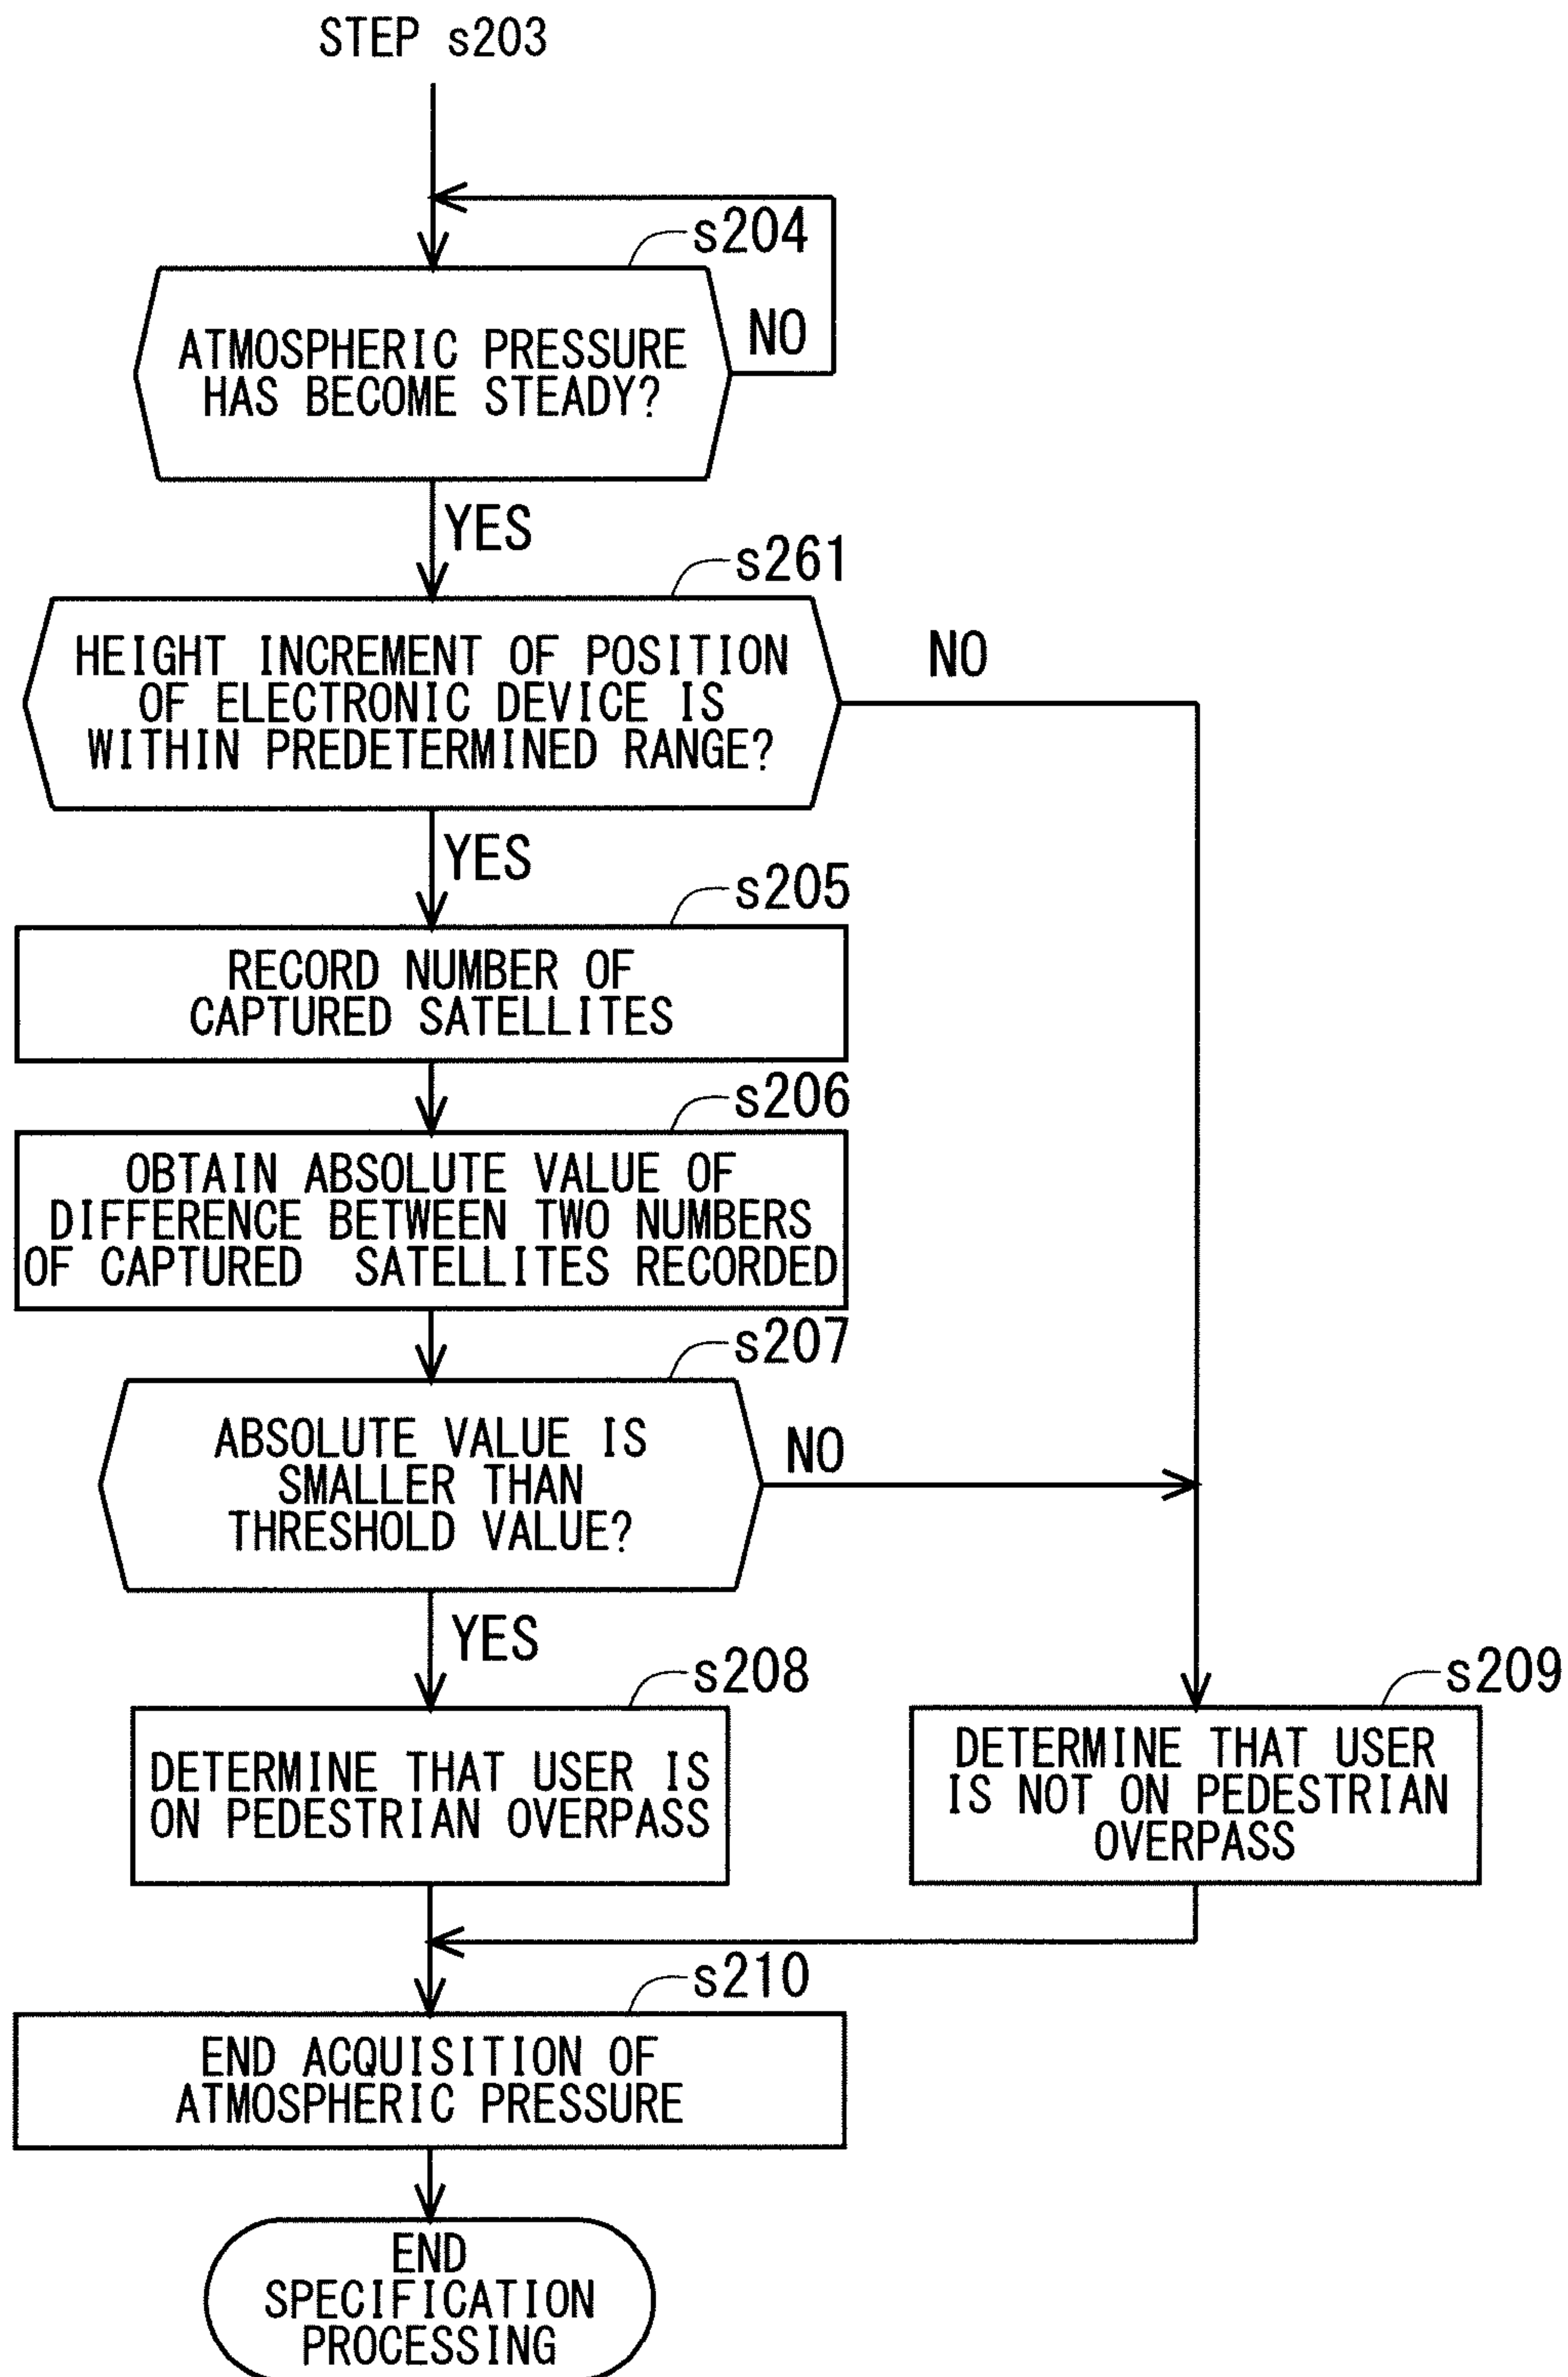 STEP s203
s204
ATMOSPHERIC PRESSURE
HAS BECOME STEADY?
NO
YES
s261
HEIGHT INCREMENT OF POSITION
OF ELECTRONIC DEVICE IS
WITHIN PREDETERMINED RANGE?
NO
YES
s205
RECORD NUMBER OF
CAPTURED SATELLITES
s206
OBTAIN ABSOLUTE VALUE OF
DIFFERENCE BETWEEN TWO NUMBERS
OF CAPTURED SATELLITES RECORDED
s207
ABSOLUTE VALUE IS
SMALLER THAN
THRESHOLD VALUE?
NO
YES
s208
DETERMINE THAT USER IS
ON PEDESTRIAN OVERPASS
s209
DETERMINE THAT USER
IS NOT ON PEDESTRIAN
OVERPASS
s210
END ACQUISITION OF
ATMOSPHERIC PRESSURE
END
SPECIFICATION
PROCESSING